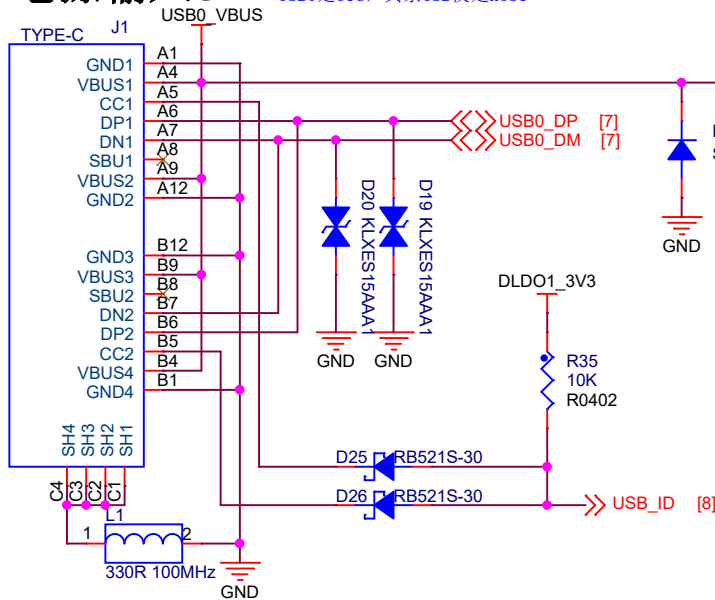 USB0_VBUS
TYPE-C
J1
GND1 A1
VBUS1 A4
CC1 A5
DP1 A6
DN1 A7
SBU1 A8
VBUS2 A9
GND2 A12
GND3 B12
VBUS3 B9
SBU2 B8
DN2 B7
DP2 B6
CC2 B5
VBUS4 B4
GND4 B1
SH4
SH3
SH2
SH1
C4
C3
C2
C1
L1
1
2
330R 100MHz
GND
USB0_DP [7]
USB0_DM [7]
D20 KLXES15AAA1
D19 KLXES15AAA1
GND
GND
GND
DLDO1_3V3
R35
10K
R0402
D25 RB521S-30
D26 RB521S-30
USB_ID [8]